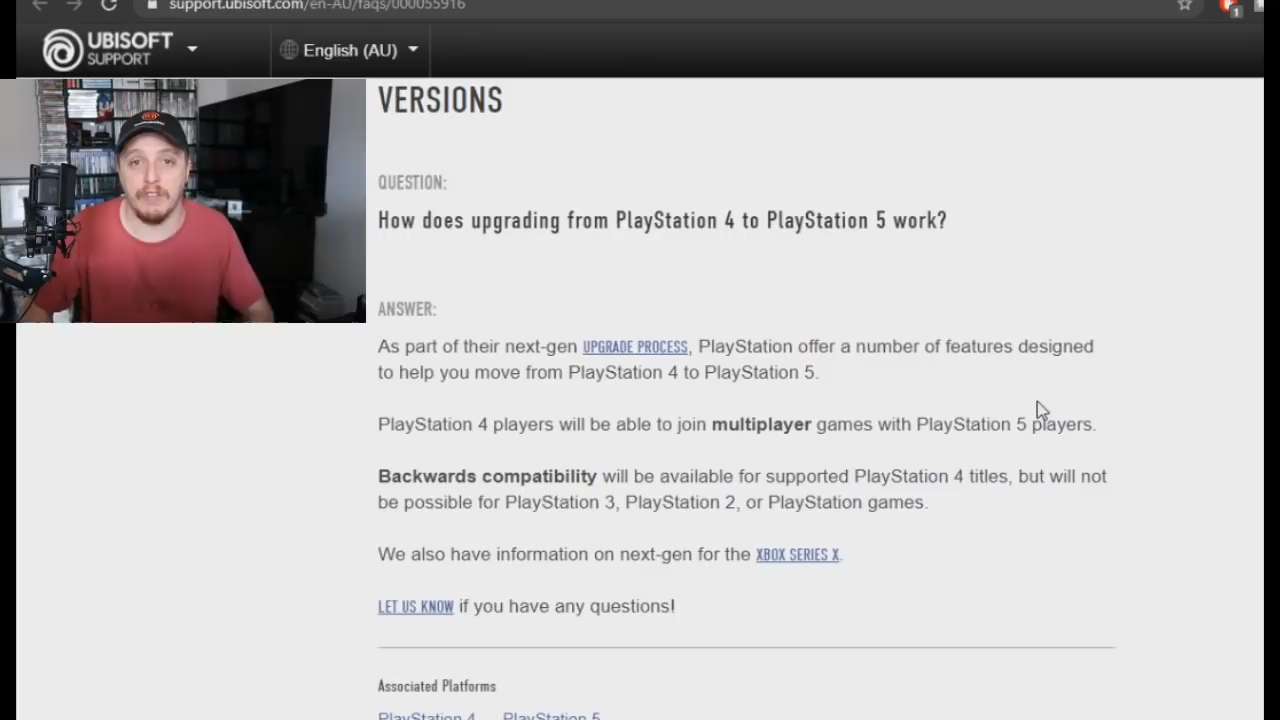 support.ubisoft.com/en-AU/faqs/000055916
1
UBISOFT
SUPPORT
English (AU)
VERSIONS
QUESTION:
How does upgrading from PlayStation 4 to PlayStation 5 work?
ANSWER:
As part of their next-gen UPGRADE PROCESS, PlayStation offer a number of features designed
to help you move from PlayStation 4 to PlayStation 5.
PlayStation 4 players will be able to join multiplayer games with PlayStation 5 players.
Backwards compatibility will be available for supported PlayStation 4 titles, but will not
be possible for PlayStation 3, PlayStation 2, or PlayStation games.
We also have information on next-gen for the XBOX SERIES X.
LET US KNOW if you have any questions!
Associated Platforms
PlayStation 4 PlayStation 5